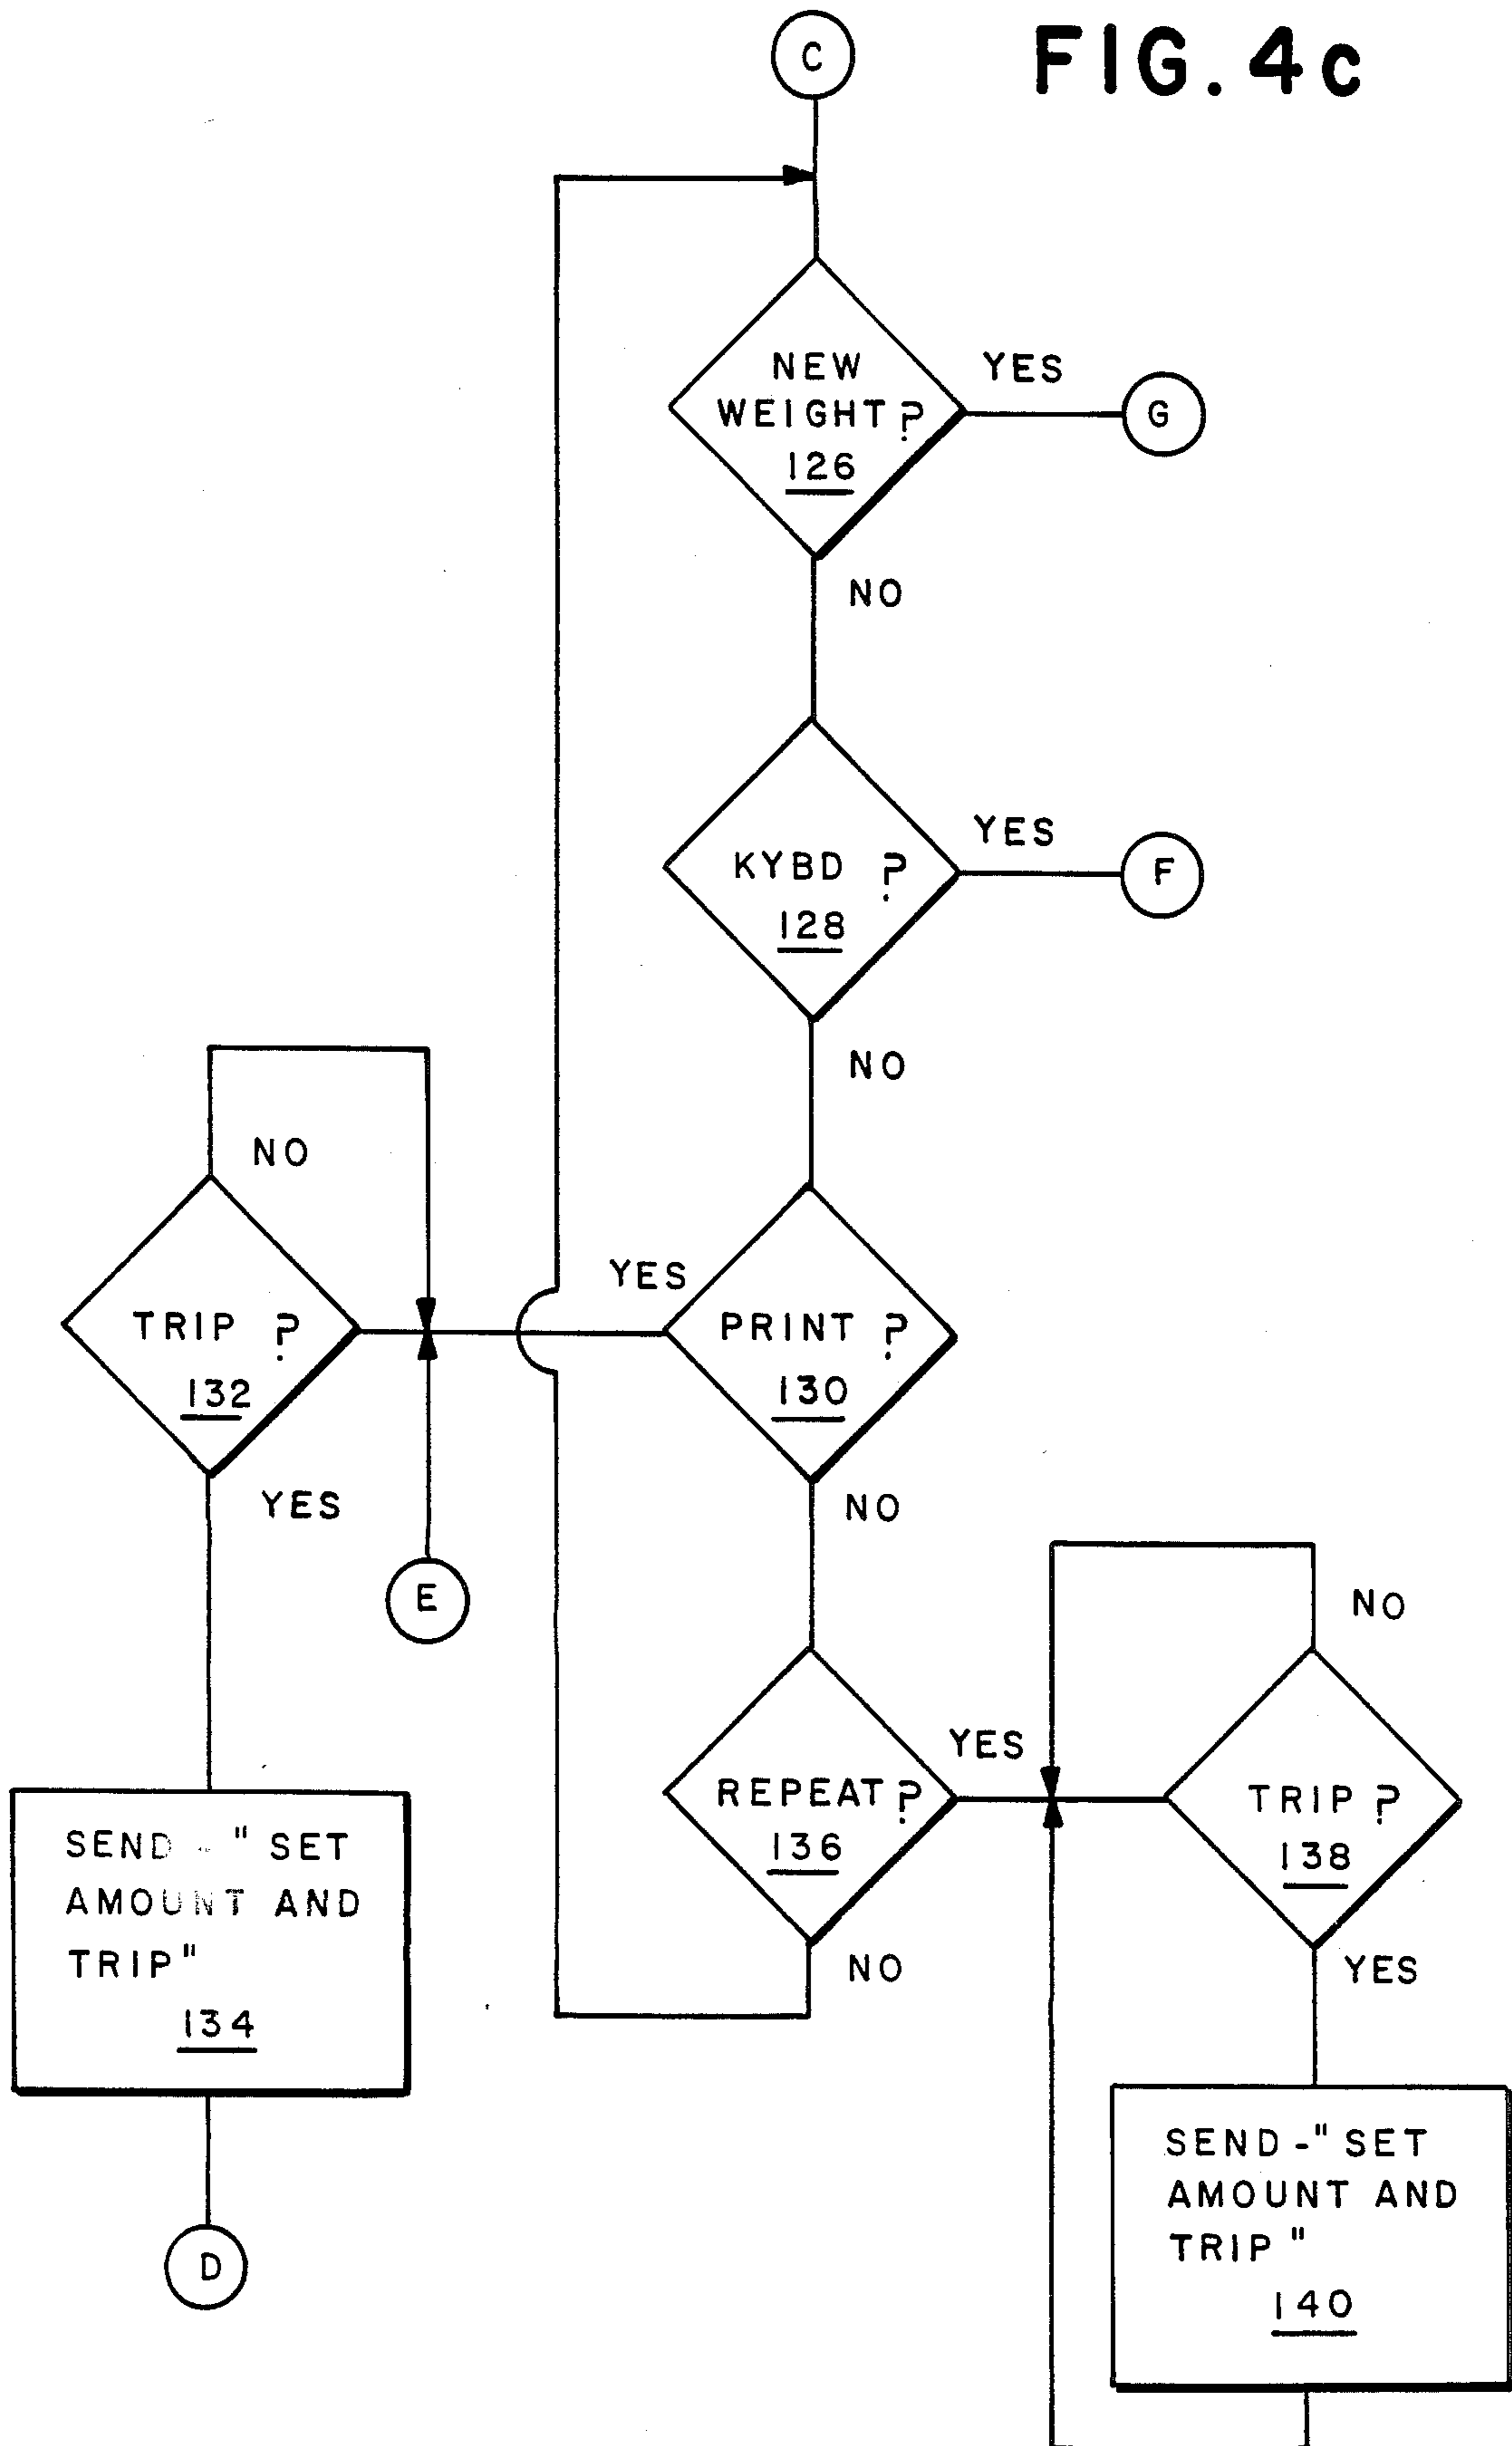 FIG. 4c
C
NEW
WEIGHT?
126
YES
G
NO
KYBD ?
128
YES
F
NO
NO
TRIP ?
132
YES
PRINT ?
130
YES
E
NO
REPEAT?
136
YES
NO
NO
TRIP ?
138
YES
SEND - " SET
AMOUNT AND
TRIP"
134
D
SEND -" SET
AMOUNT AND
TRIP "
140